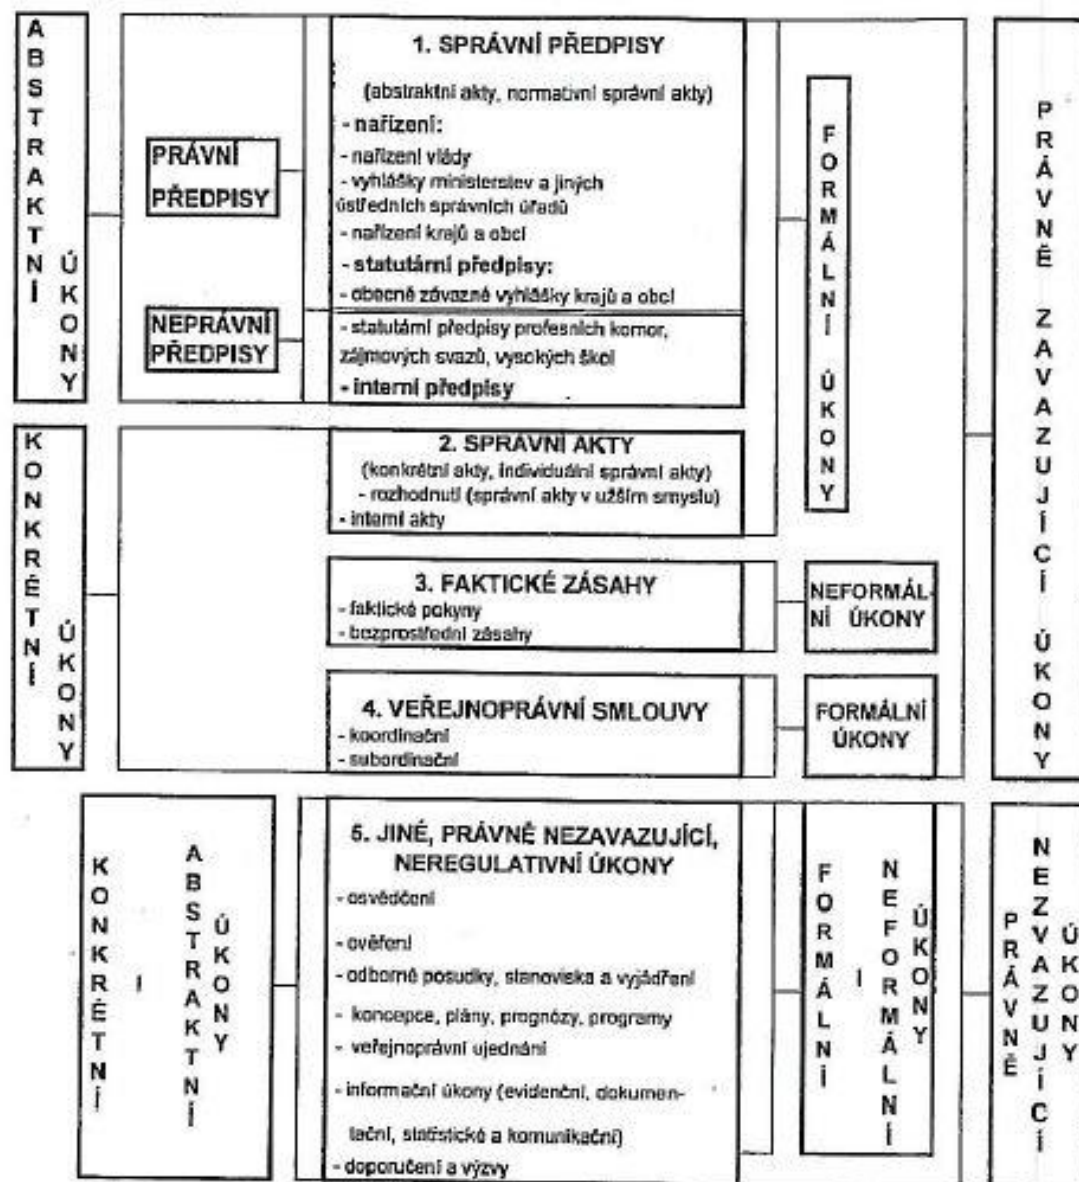 ABSTRAKTNÍ ÚKONY
PRÁVNÍ
PŘEDPISY
NEPRÁVNÍ
PŘEDPISY
1. SPRÁVNÍ PŘEDPISY
(abstraktní akty, normativní správní akty)
- nařízení:
- nařízení vlády
- vyhlášky ministerstev a jiných
ústředních správních úřadů
- nařízení krajů a obcí
- statutární předpisy:
- obecně závazné vyhlášky krajů a obcí
- statutární předpisy profesních komor,
zájmových svazů, vysokých škol
- interní předpisy
FORMÁLNÍ ÚKONY
PRÁVNĚ ZAVAZUJÍCÍ ÚKONY
KONKRÉTNÍ ÚKONY
2. SPRÁVNÍ AKTY
(konkrétní akty, individuální správní akty)
- rozhodnutí (správní akty v užším smyslu)
- interní akty
3. FAKTICKÉ ZÁSAHY
- faktické pokyny
- bezprostřední zásahy
NEFORMÁL-
NÍ ÚKONY
4. VEŘEJNOPRÁVNÍ SMLOUVY
- koordinační
- subordinační
FORMÁLNÍ
ÚKONY
KONKRÉTNÍ
I
ABSTRAKTNÍ
ÚKONY
5. JINÉ, PRÁVNĚ NEZAVAZUJÍCÍ,
NEREGULATIVNÍ ÚKONY
- osvědčení
- ověření
- odborné posudky, stanoviska a vyjádření
- koncepce, plány, prognózy, programy
- veřejnoprávní ujednání
- informační úkony (evidenční, dokumen-
tační, statistické a komunikační)
- doporučení a výzvy
FORMÁLNÍ
I
NEFORMÁLNÍ
ÚKONY
PRÁVNĚ
NEZVAZUJÍCÍ
ÚKONY